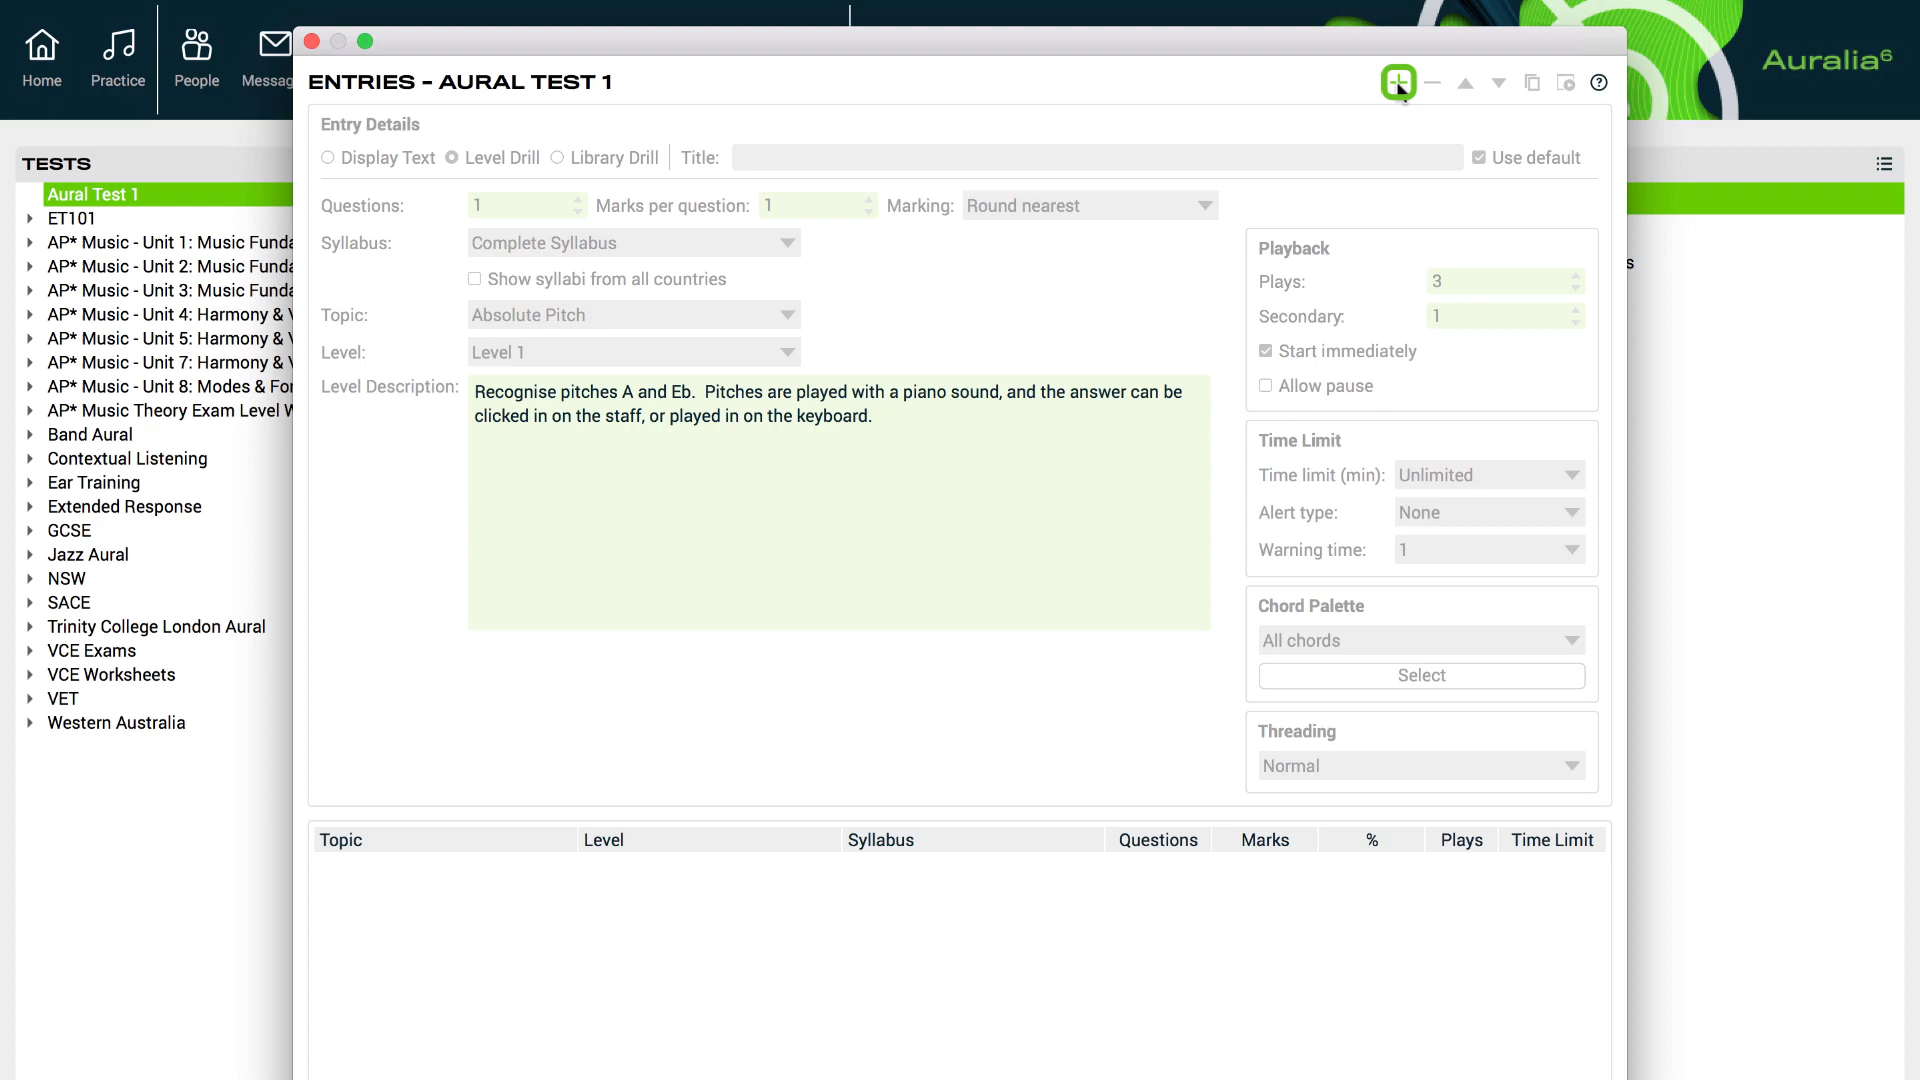 Home
Practice
People
Messag
Auralia6
ENTRIES - AURAL TEST 1
Entry Details
Display Text
Level Drill
Library Drill
Title:
Use default
Questions: 1
Marks per question: 1
Marking: Round nearest
Syllabus: Complete Syllabus
Show syllabi from all countries
Topic: Absolute Pitch
Level: Level 1
Level Description:
Recognise pitches A and Eb.  Pitches are played with a piano sound, and the answer can be
clicked in on the staff, or played in on the keyboard.
Playback
Plays: 3
Secondary: 1
Start immediately
Allow pause
Time Limit
Time limit (min): Unlimited
Alert type: None
Warning time: 1
Chord Palette
All chords
Select
Threading
Normal
Topic Level Syllabus Questions Marks % Plays Time Limit
TESTS
Aural Test 1
ET101
AP* Music - Unit 1: Music Funda
AP* Music - Unit 2: Music Funda
AP* Music - Unit 3: Music Funda
AP* Music - Unit 4: Harmony & V
AP* Music - Unit 5: Harmony & V
AP* Music - Unit 7: Harmony & V
AP* Music - Unit 8: Modes & For
AP* Music Theory Exam Level W
Band Aural
Contextual Listening
Ear Training
Extended Response
GCSE
Jazz Aural
NSW
SACE
Trinity College London Aural
VCE Exams
VCE Worksheets
VET
Western Australia
s